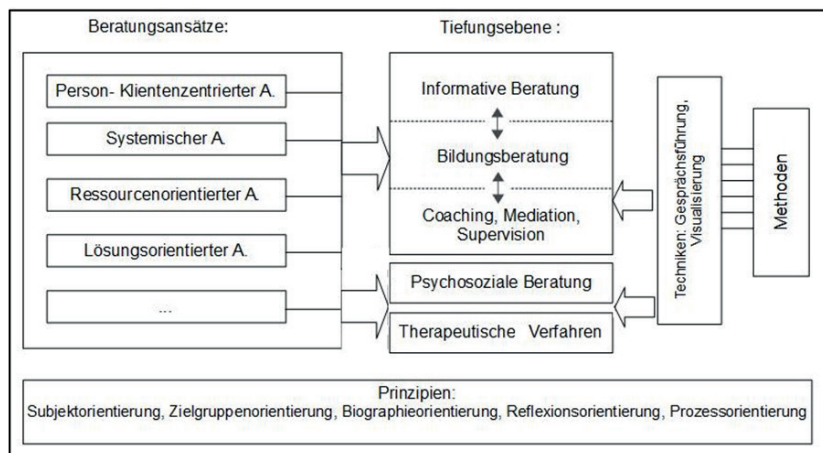 Beratungsansätze:
Person- Klientenzentrierter A.
Systemischer A.
Ressourcenorientierter A.
Lösungsorientierter A.
...
Tiefungsebene :
Informative Beratung
Bildungsberatung
Coaching, Mediation,
Supervision
Psychosoziale Beratung
Therapeutische Verfahren
Techniken: Gesprächsführung,
Visualisierung
Methoden
Prinzipien:
Subjektorientierung, Zielgruppenorientierung, Biographieorientierung, Reflexionsorientierung, Prozessorientierung